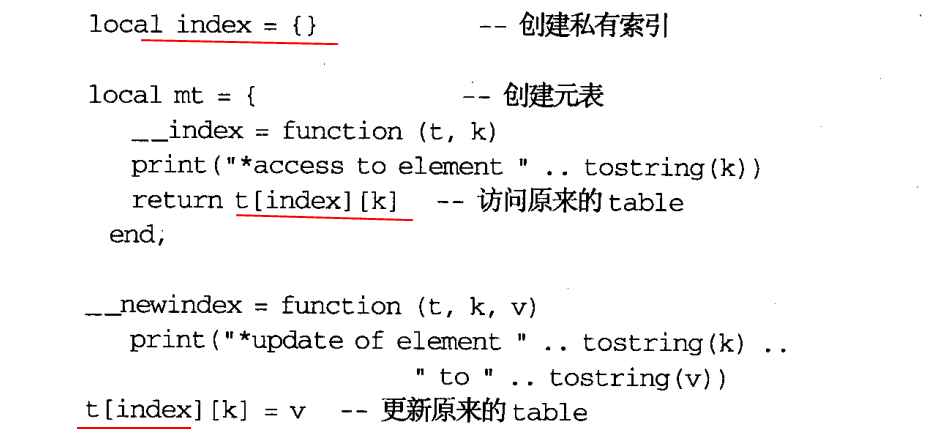 local index = {}    -- 创建私有索引
local mt = {    -- 创建元表
__index = function (t, k)
print("*access to element " .. tostring(k))
return t[index][k]  -- 访问原来的table
end;
__newindex = function (t, k, v)
print("*update of element " .. tostring(k) ..
" to " .. tostring(v))
t[index][k] = v  -- 更新原来的table